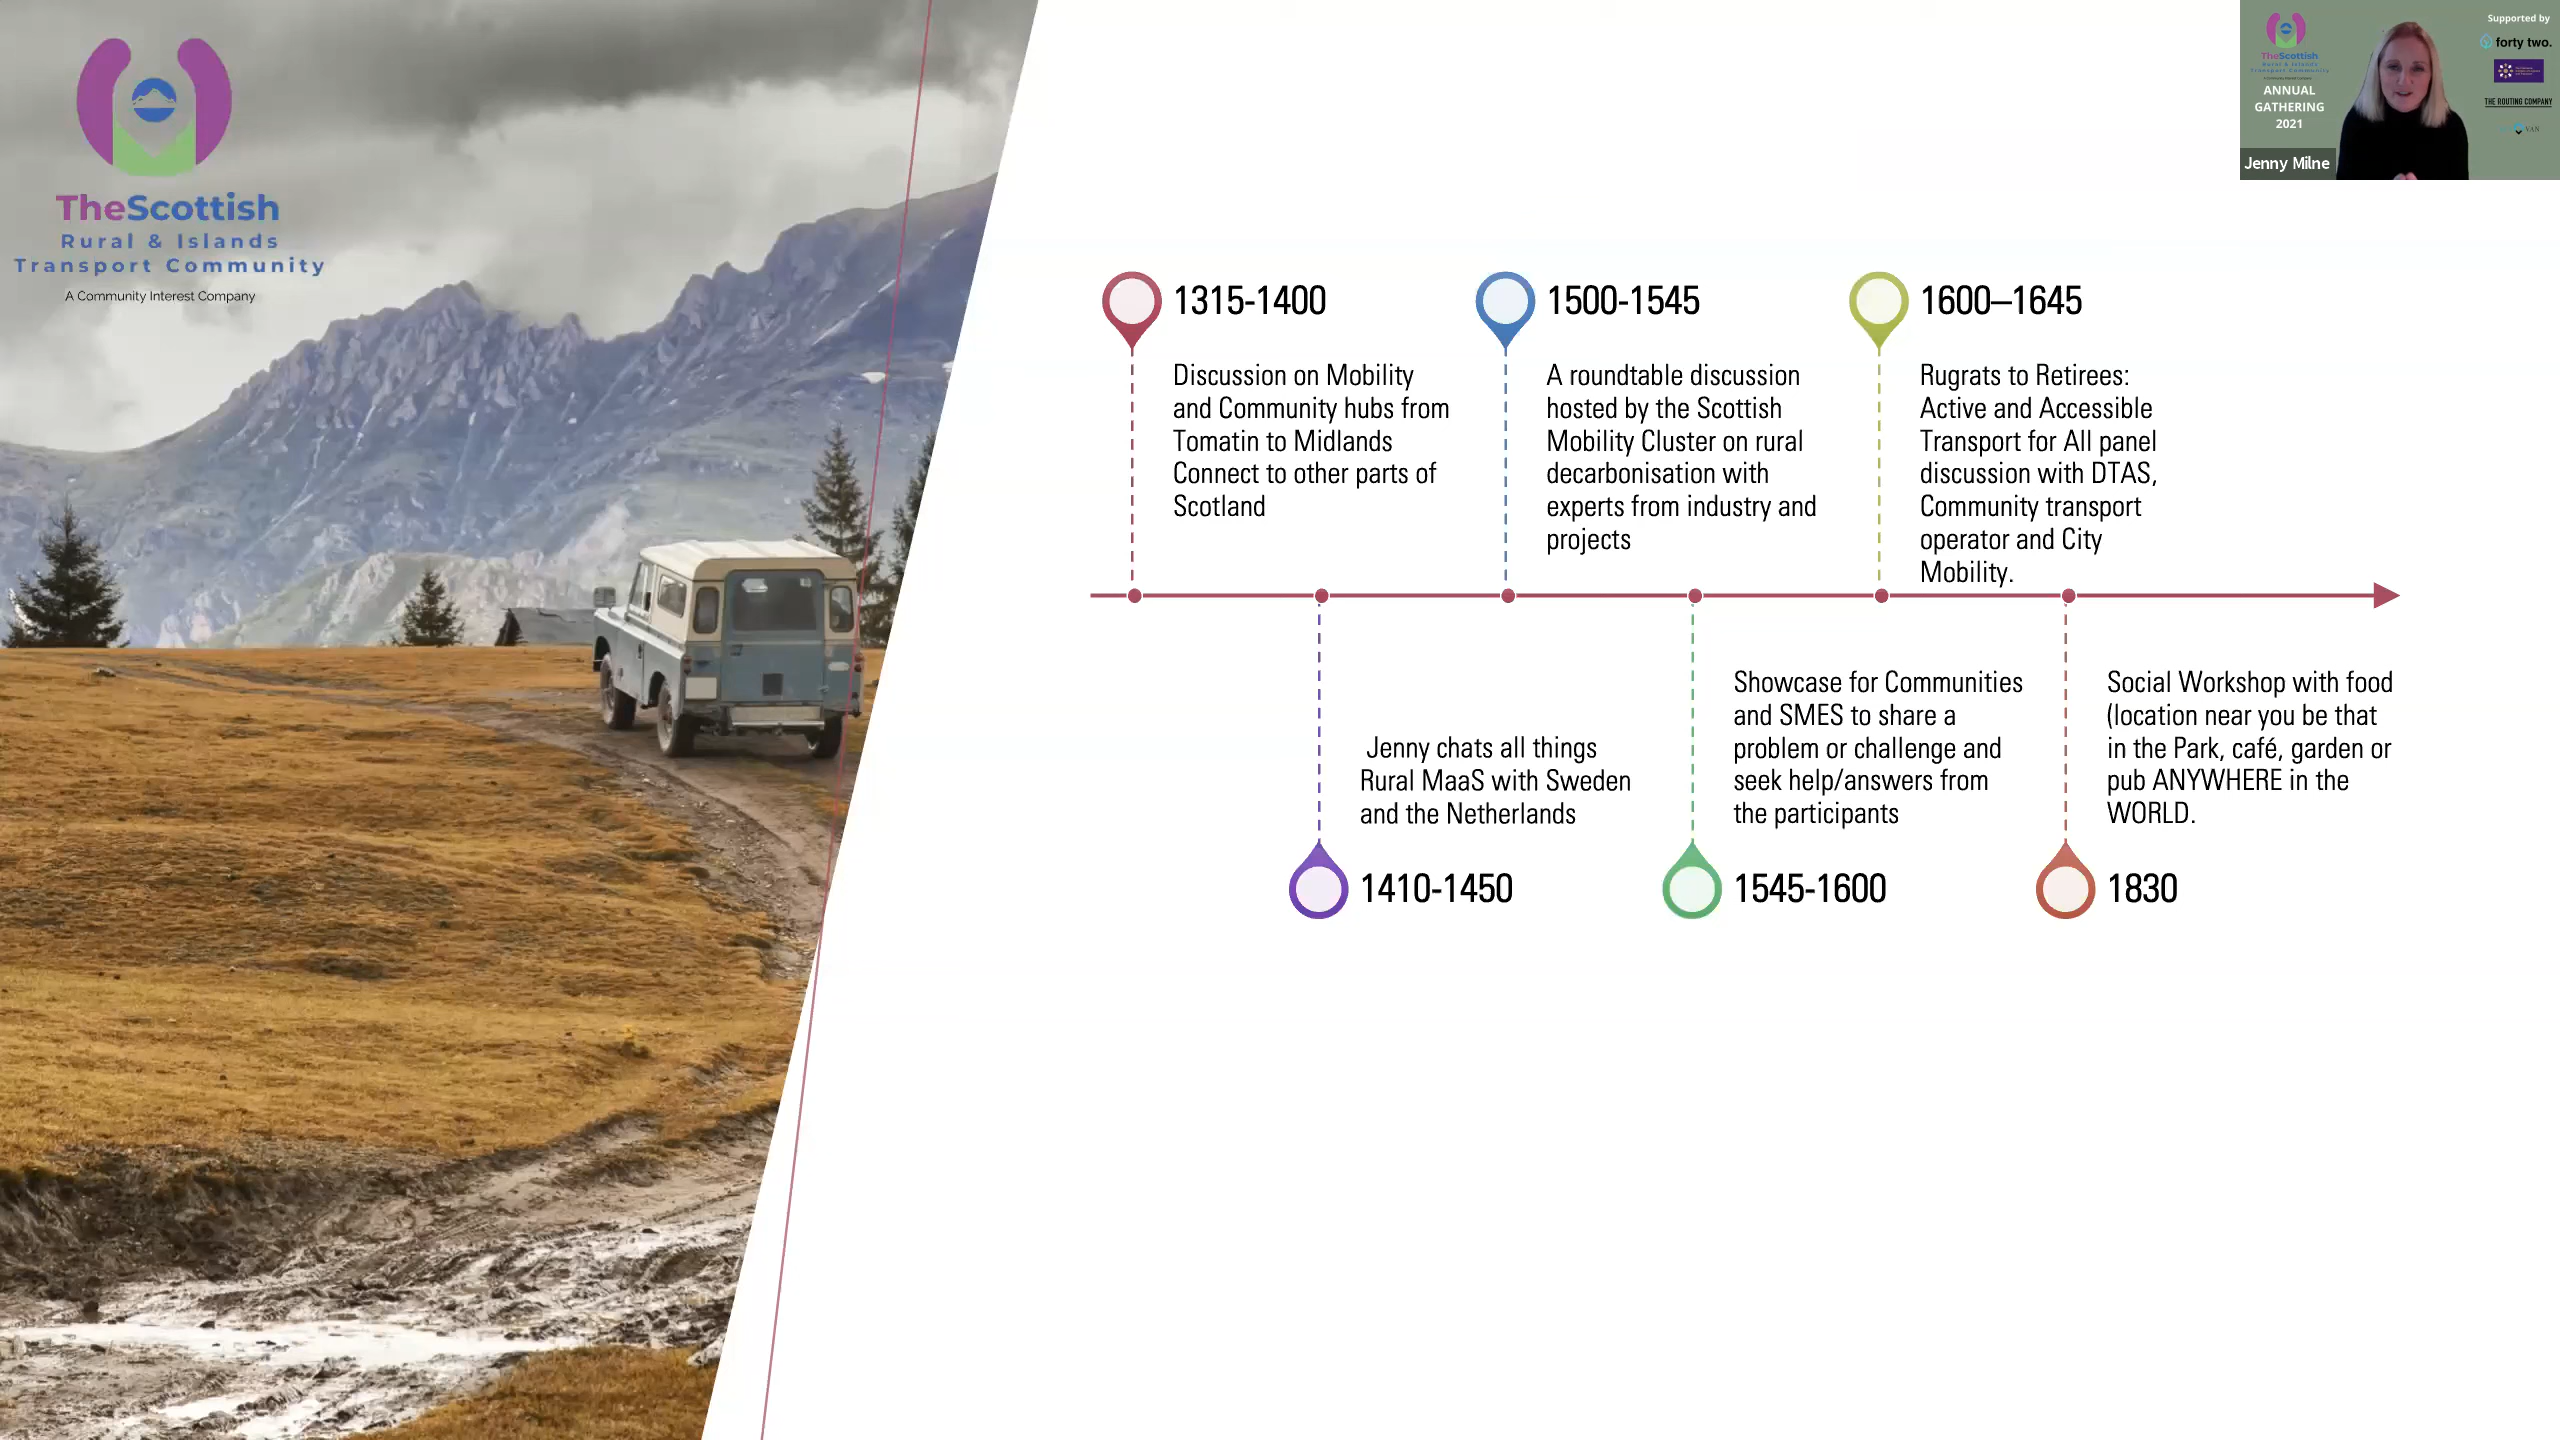 TheScottish
Rural & Islands
Transport Community
A Community Interest Company
1315-1400
Discussion on Mobility
and Community hubs from
Tomatin to Midlands
Connect to other parts of
Scotland
1410-1450
Jenny chats all things
Rural MaaS with Sweden
and the Netherlands
1500-1545
A roundtable discussion
hosted by the Scottish
Mobility Cluster on rural
decarbonisation with
experts from industry and
projects
1545-1600
Showcase for Communities
and SMES to share a
problem or challenge and
seek help/answers from
the participants
1600–1645
Rugrats to Retirees:
Active and Accessible
Transport for All panel
discussion with DTAS,
Community transport
operator and City
Mobility.
1830
Social Workshop with food
(location near you be that
in the Park, café, garden or
pub ANYWHERE in the
WORLD.
TheScottish
Rural & Islands
Transport Community
ANNUAL
GATHERING
2021
Jenny Milne
Supported by
forty two.
THE ROUTING COMPANY
VAN